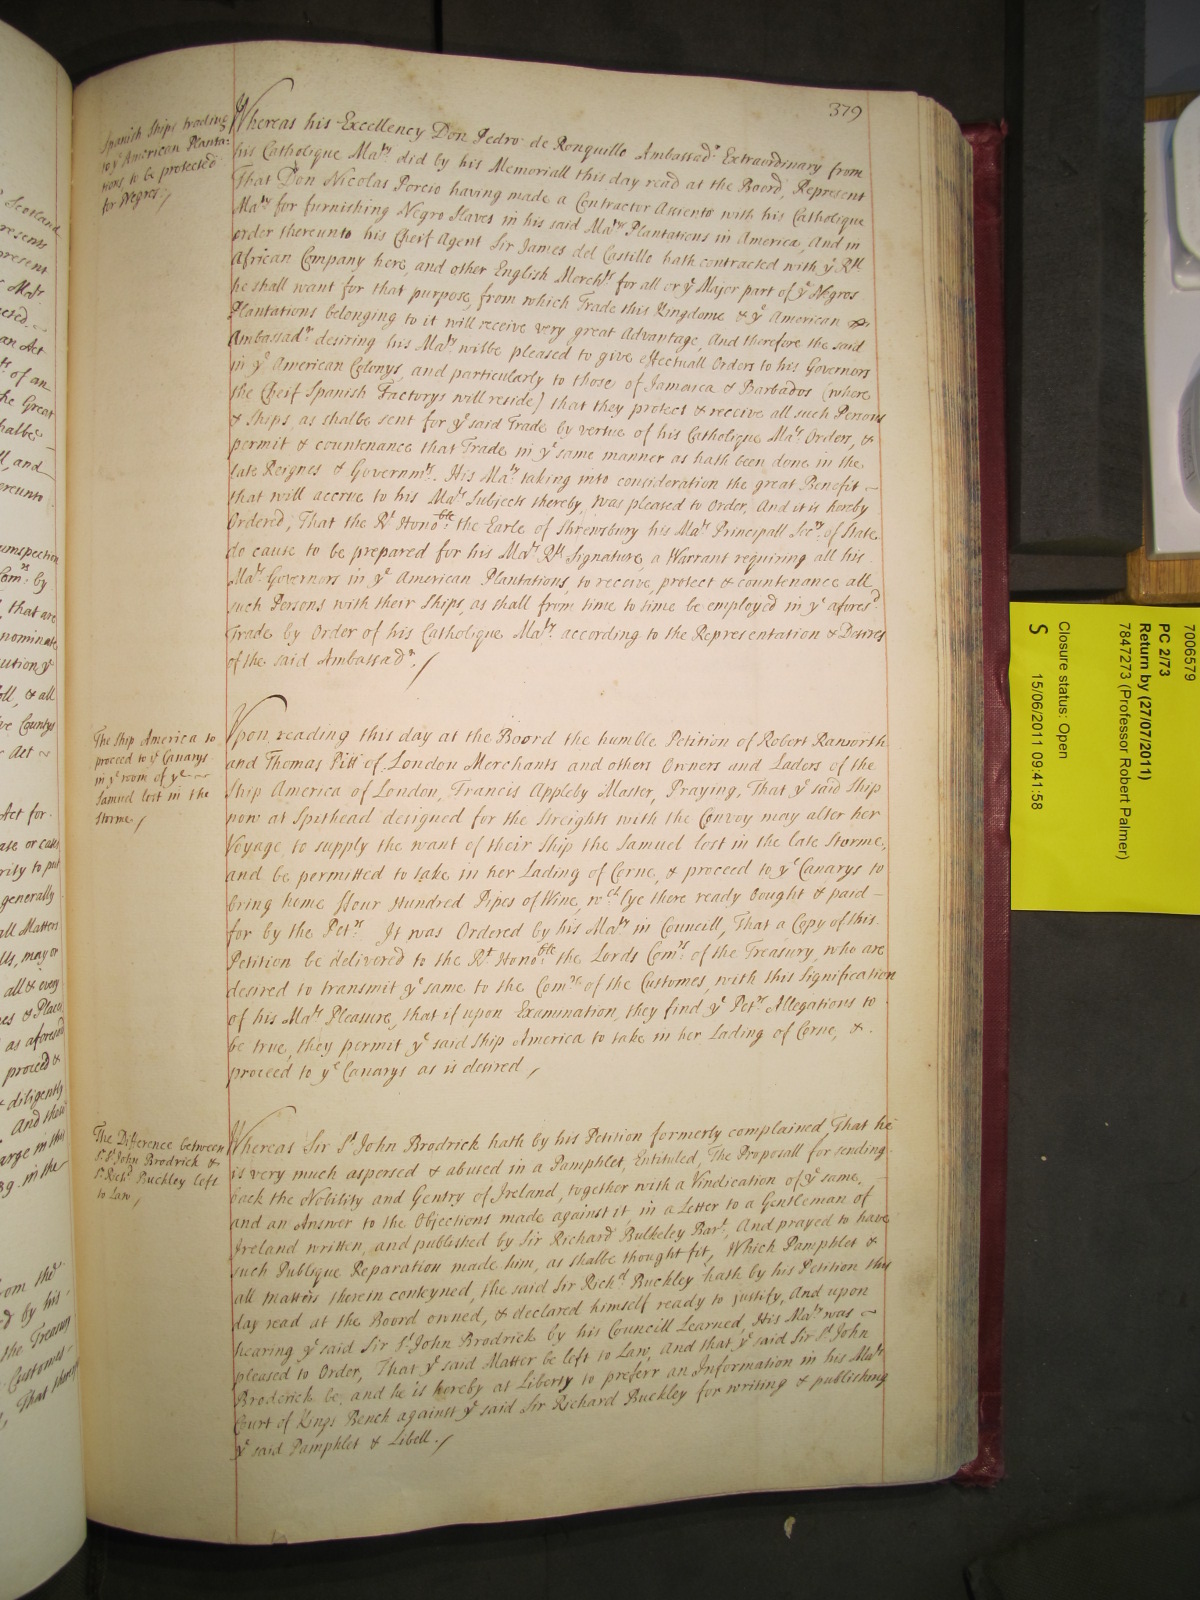 379
Spanish Ships trading
to yᵉ American Planta-
tions, to be protected
for Negros./
Whereas his Excellency Don Pedro de Ronquillo Ambassadʳ Extraordinary from
his Catholique Maᵗʸ did by his Memoriall this day read at the Board, Represent
That Don Nicolas Porcio having made a Contract or Assiento with his Catholique
Maᵗʸ for furnishing Negro Slaves in his said Maᵗʸˢ Plantations in America, And in
order thereunto his Cheif Agent Sir James del Castillo hath contracted with yᵉ Rˡˡ
African Company here, and other English Merchᵗˢ for all or yᵉ Major part of yᵉ Negros
he shall want for that purpose, from which Trade this Kingdome & yᵉ American
Plantations belonging to it will receive very great Advantage, And therefore the said
Ambassadʳ desiring his Maᵗʸ wilbe pleased to give effectuall Orders to his Governors
in yᵉ American Colonys, and particularly to those of Jamaica & Barbados (where
the Cheif Spanish Factorys will reside) that they protect & receive all such Persons
& Ships as shalbe sent for yᵉ said Trade by vertue of his Catholique Maᵗˢ Orders, &
permit & countenance that Trade in yᵉ same manner as hath been done in the
late Reignes & Governmᵗˢ. His Maᵗʸ taking into consideration the great Benefit
that will accrue to his Maᵗʸˢ Subjects thereby, was pleased to Order, And it is hereby
Ordered, That the Rᵗ Honoᵇˡᵉ the Earle of Shrewsbury his Maᵗˢ Principall Secʳʸ of State
do cause to be prepared for his Maᵗˢ Rˡˡ Signature, a Warrant requiring all his
Maᵗˢ Governors in yᵉ American Plantations, to receive, protect & countenance all
such Persons with their Ships, as shall from time to time be employed in yᵉ aforesᵈ
Trade by Order of his Catholique Maᵗʸ according to the Representation & Desires
of the said Ambassadʳ./
The Ship America to
proceed to yᵉ Canarys
in yᵉ room of yᵉ
Samuel lost in the
Storme./
Upon reading this day at the Board the humble Petition of Robert Ranworth
and Thomas Pitt of London Merchants and others Owners and Laders of the
Ship America of London, Francis Appleby Master, Praying, That yᵉ said Ship
now at Spithead designed for the Streights with the Convoy may alter her
Voyage, to supply the want of their Ship the Samuel lost in the late Storme,
and be permitted to take in her Lading of Corne, & proceed to yᵉ Canarys to
bring home ffour Hundred Pipes of Wine, wᶜʰ lye there ready bought & paid
for by the Petʳˢ It was Ordered by his Maᵗʸ in Councill, That a Copy of this
Petition be delivered to the Rᵗ Honoᵇˡᵉ the Lords Comʳˢ of the Treasury, who are
desired to transmit yᵉ same to the Comʳˢ of the Customes, with this Signification
of his Maᵗˢ Pleasure, that if upon Examination, they find yᵉ Petʳˢ Allegations to
be true, they permit yᵉ said Ship America to take in her Lading of Corne, &
proceed to yᵉ Canarys as is desired,/
The Difference between
Sʳ Sᵗ John Brodrick &
Sʳ Richᵈ Buckley left
to Law,/
Whereas Sir Sᵗ John Brodrick hath by his Petition formerly complained, That he
is very much aspersed & abused in a Pamphlet, Entituled, The Proposall for sending
back the Nobility and Gentry of Ireland, together with a Vindication of yᵉ same,
and an Answer to the Objections made against it, in a Letter to a Gentleman of
Ireland written, and published by Sir Richard Bulkeley Barᵗ, And prayed to have
such Publique Reparation made him, as shalbe thought fit, Which Pamphlet &
all matters therein conteyned, the said Sir Richᵈ Buckley hath by his Petition this
day read at the Board owned, & declared himself ready to justify, And upon
hearing yᵉ said Sir Sᵗ John Brodrick by his Councill Learned, His Maᵗʸ was
pleased to Order, That yᵉ said Matter be left to Law, And that yᵉ said Sir Sᵗ John
Broderick be, and he is hereby at Liberty to preferr an Information in his Maᵗˢ
Court of Kings Bench against yᵉ said Sir Richard Buckley for writing & publishing
yᵉ said Pamphlet & Libell./
7006579
PC 2/73
Return by (27/07/2011)
7847273 (Professor Robert Palmer)
Closure status: Open
S 15/06/2011 09:41:58